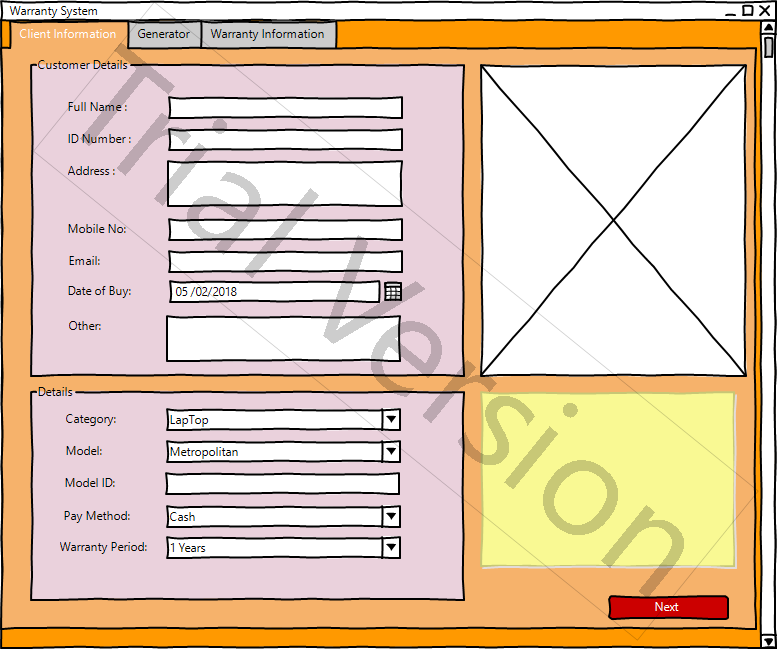 Warranty System
Client Information Generator Warranty Information
Customer Details
Full Name :
ID Number :
Address :
Mobile No:
Email:
Date of Buy: 05 /02/2018
Other:
Details
Category: LapTop
Model: Metropolitan
Model ID:
Pay Method: Cash
Warranty Period: 1 Years
Next
Trial Version